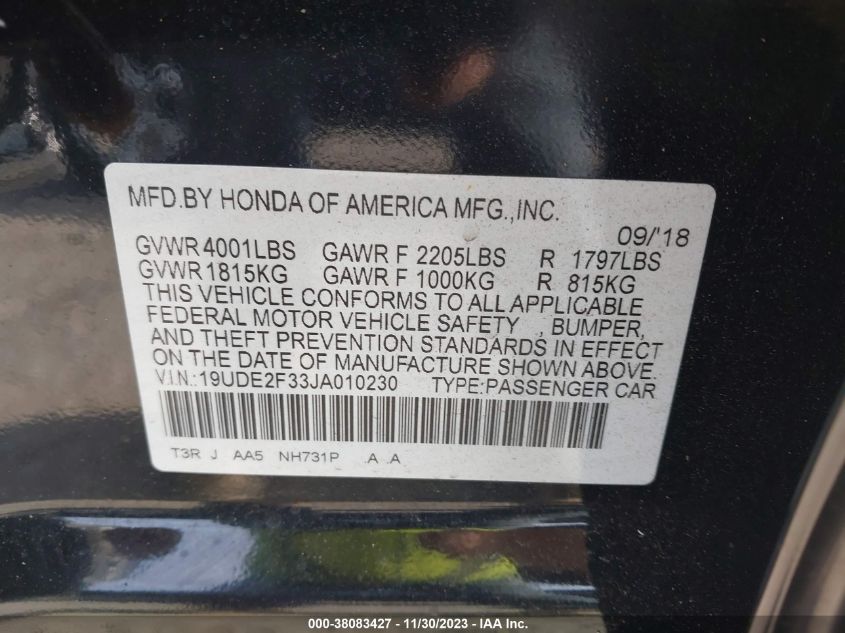 MFD.BY HONDA OF AMERICA MFG.,INC.
09/'18
GVWR 4001LBS GAWR F 2205LBS R 1797LBS
GVWR 1815KG GAWR F 1000KG R 815KG
THIS VEHICLE CONFORMS TO ALL APPLICABLE
FEDERAL MOTOR VEHICLE SAFETY , BUMPER,
AND THEFT PREVENTION STANDARDS IN EFFECT
ON THE DATE OF MANUFACTURE SHOWN ABOVE.
V.I.N.: 19UDE2F33JA010230 TYPE:PASSENGER CAR
T3R J AA5 NH731P .A .A
000-38083427 - 11/30/2023 - IAA Inc.